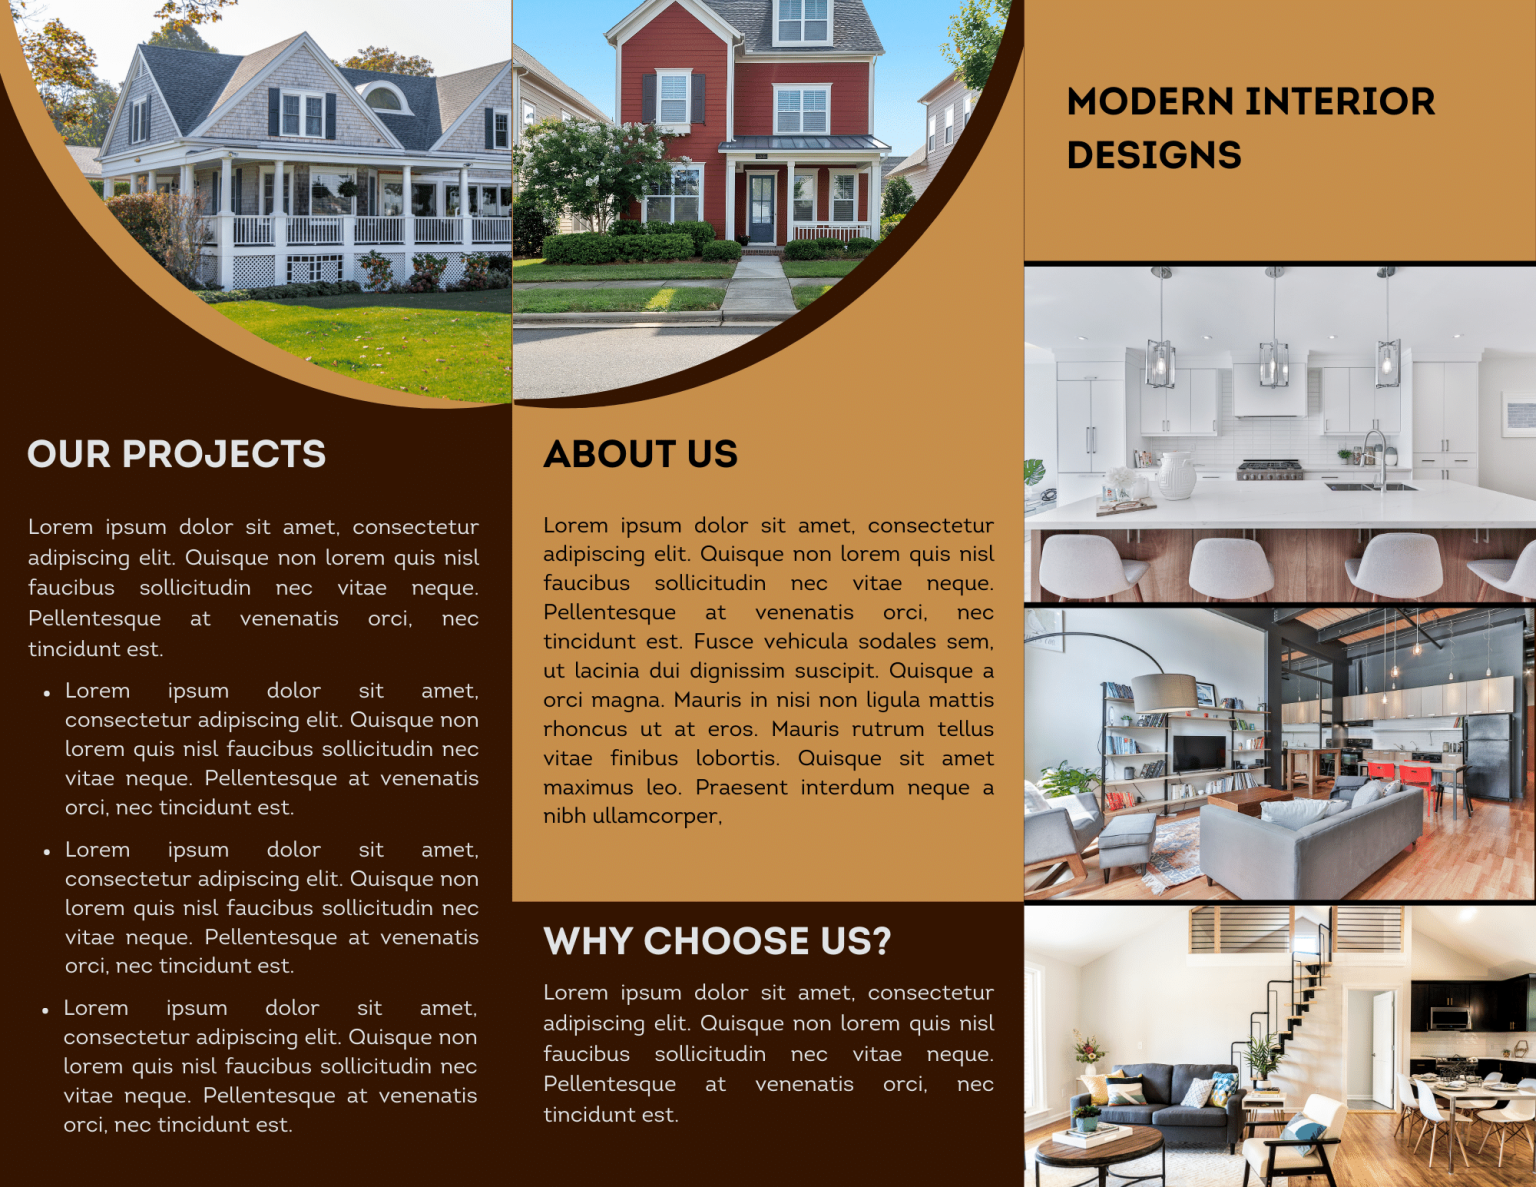 OUR PROJECTS
Lorem ipsum dolor sit amet, consectetur
adipiscing elit. Quisque non lorem quis nisl
faucibus sollicitudin nec vitae neque.
Pellentesque at venenatis orci, nec
tincidunt est.
• Lorem ipsum dolor sit amet,
consectetur adipiscing elit. Quisque non
lorem quis nisl faucibus sollicitudin nec
vitae neque. Pellentesque at venenatis
orci, nec tincidunt est.
• Lorem ipsum dolor sit amet,
consectetur adipiscing elit. Quisque non
lorem quis nisl faucibus sollicitudin nec
vitae neque. Pellentesque at venenatis
orci, nec tincidunt est.
• Lorem ipsum dolor sit amet,
consectetur adipiscing elit. Quisque non
lorem quis nisl faucibus sollicitudin nec
vitae neque. Pellentesque at venenatis
orci, nec tincidunt est.
ABOUT US
Lorem ipsum dolor sit amet, consectetur
adipiscing elit. Quisque non lorem quis nisl
faucibus sollicitudin nec vitae neque.
Pellentesque at venenatis orci, nec
tincidunt est. Fusce vehicula sodales sem,
ut lacinia dui dignissim suscipit. Quisque a
orci magna. Mauris in nisi non ligula mattis
rhoncus ut at eros. Mauris rutrum tellus
vitae finibus lobortis. Quisque sit amet
maximus leo. Praesent interdum neque a
nibh ullamcorper,
WHY CHOOSE US?
Lorem ipsum dolor sit amet, consectetur
adipiscing elit. Quisque non lorem quis nisl
faucibus sollicitudin nec vitae neque.
Pellentesque at venenatis orci, nec
tincidunt est.
MODERN INTERIOR
DESIGNS